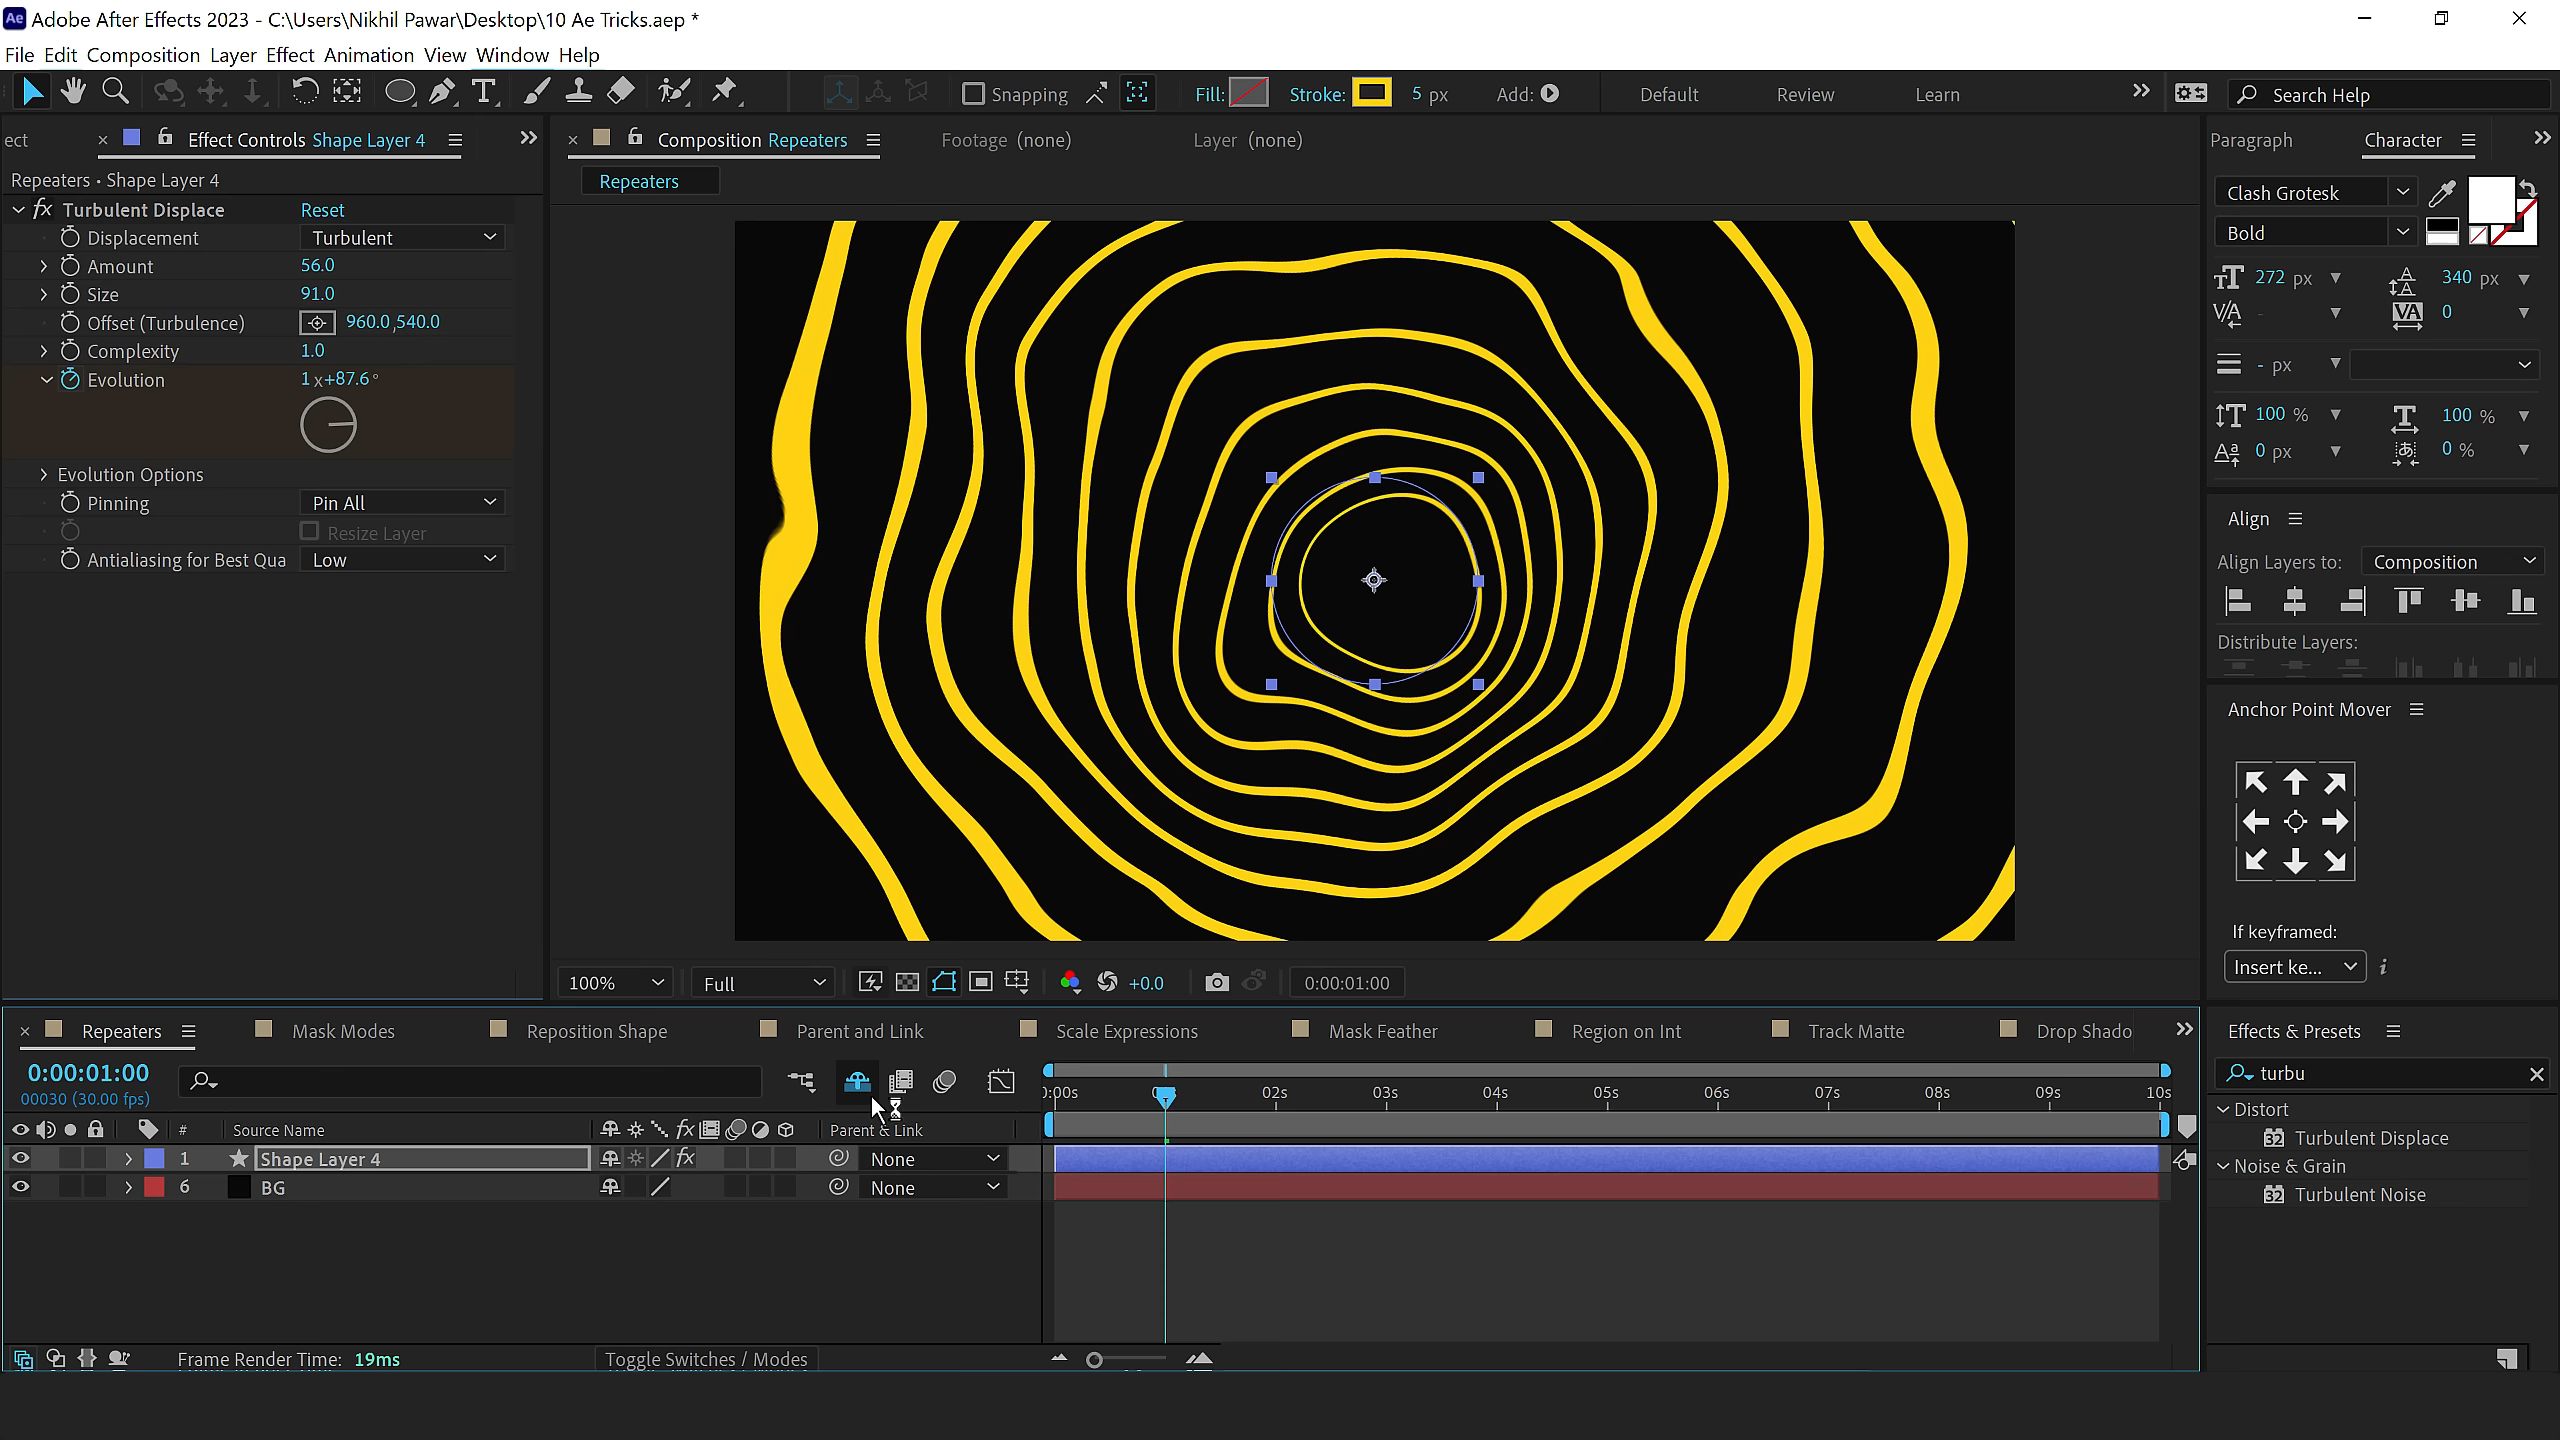 Ae Adobe After Effects 2023 - C:\Users\Nikhil Pawar\Desktop\10 Ae Tricks.aep *
File Edit Composition Layer Effect Animation View Window Help
Snapping Fill: Stroke: 5 px Add: Default Review Learn Search Help
ect Effect Controls Shape Layer 4 Composition Repeaters Footage (none) Layer (none) Paragraph Character
Repeaters • Shape Layer 4 Repeaters
fx Turbulent Displace Reset
Displacement Turbulent
Amount 56.0
Size 91.0
Offset (Turbulence) 960.0,540.0
Complexity 1.0
Evolution 1x+87.6°
Evolution Options
Pinning Pin All
Resize Layer
Antialiasing for Best Qua Low
Clash Grotesk
Bold
272 px 340 px
- 0
- px
100 % 100 %
0 px 0 %
Align
Align Layers to: Composition
Distribute Layers:
Anchor Point Mover
If keyframed:
Insert ke... i
100% Full +0.0 0:00:01:00
Repeaters Mask Modes Reposition Shape Parent and Link Scale Expressions Mask Feather Region on Int Track Matte Drop Shado
0:00:01:00
00030 (30.00 fps)
):00s 02s 03s 04s 05s 06s 07s 08s 09s 10s
# Source Name fx Parent & Link
1 Shape Layer 4 fx None
6 BG None
Frame Render Time: 19ms Toggle Switches / Modes
Effects & Presets
turbu
Distort
32 Turbulent Displace
Noise & Grain
32 Turbulent Noise